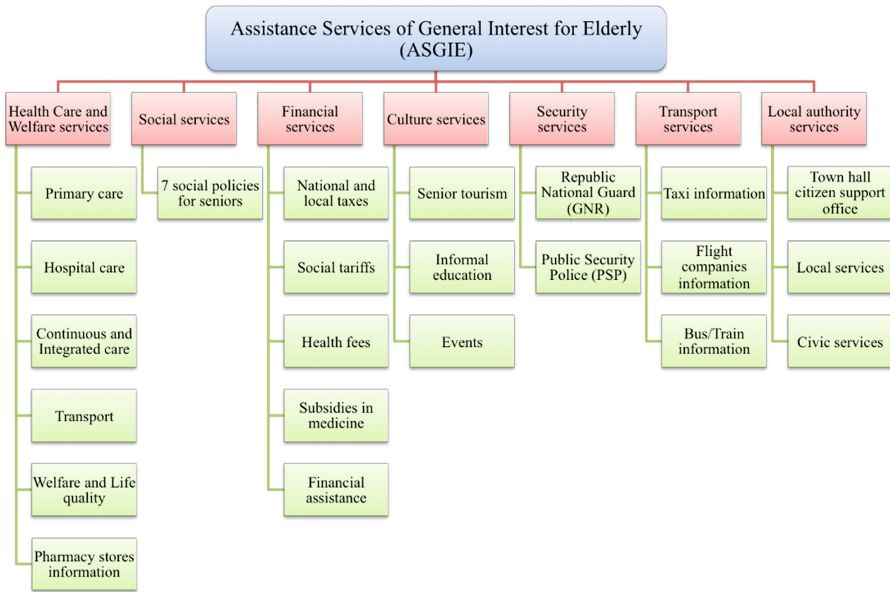 Assistance Services of General Interest for Elderly
(ASGIE)
Health Care and
Welfare services
Social services
Financial
services
Culture services
Security
services
Transport
services
Local authority
services
Primary care
Hospital care
Continuous and
Integrated care
Transport
Welfare and Life
quality
Pharmacy stores
information
7 social policies
for seniors
National and
local taxes
Social tariffs
Health fees
Subsidies in
medicine
Financial
assistance
Senior tourism
Informal
education
Events
Republic
National Guard
(GNR)
Public Security
Police (PSP)
Taxi information
Flight
companies
information
Bus/Train
information
Town hall
citizen support
office
Local services
Civic services